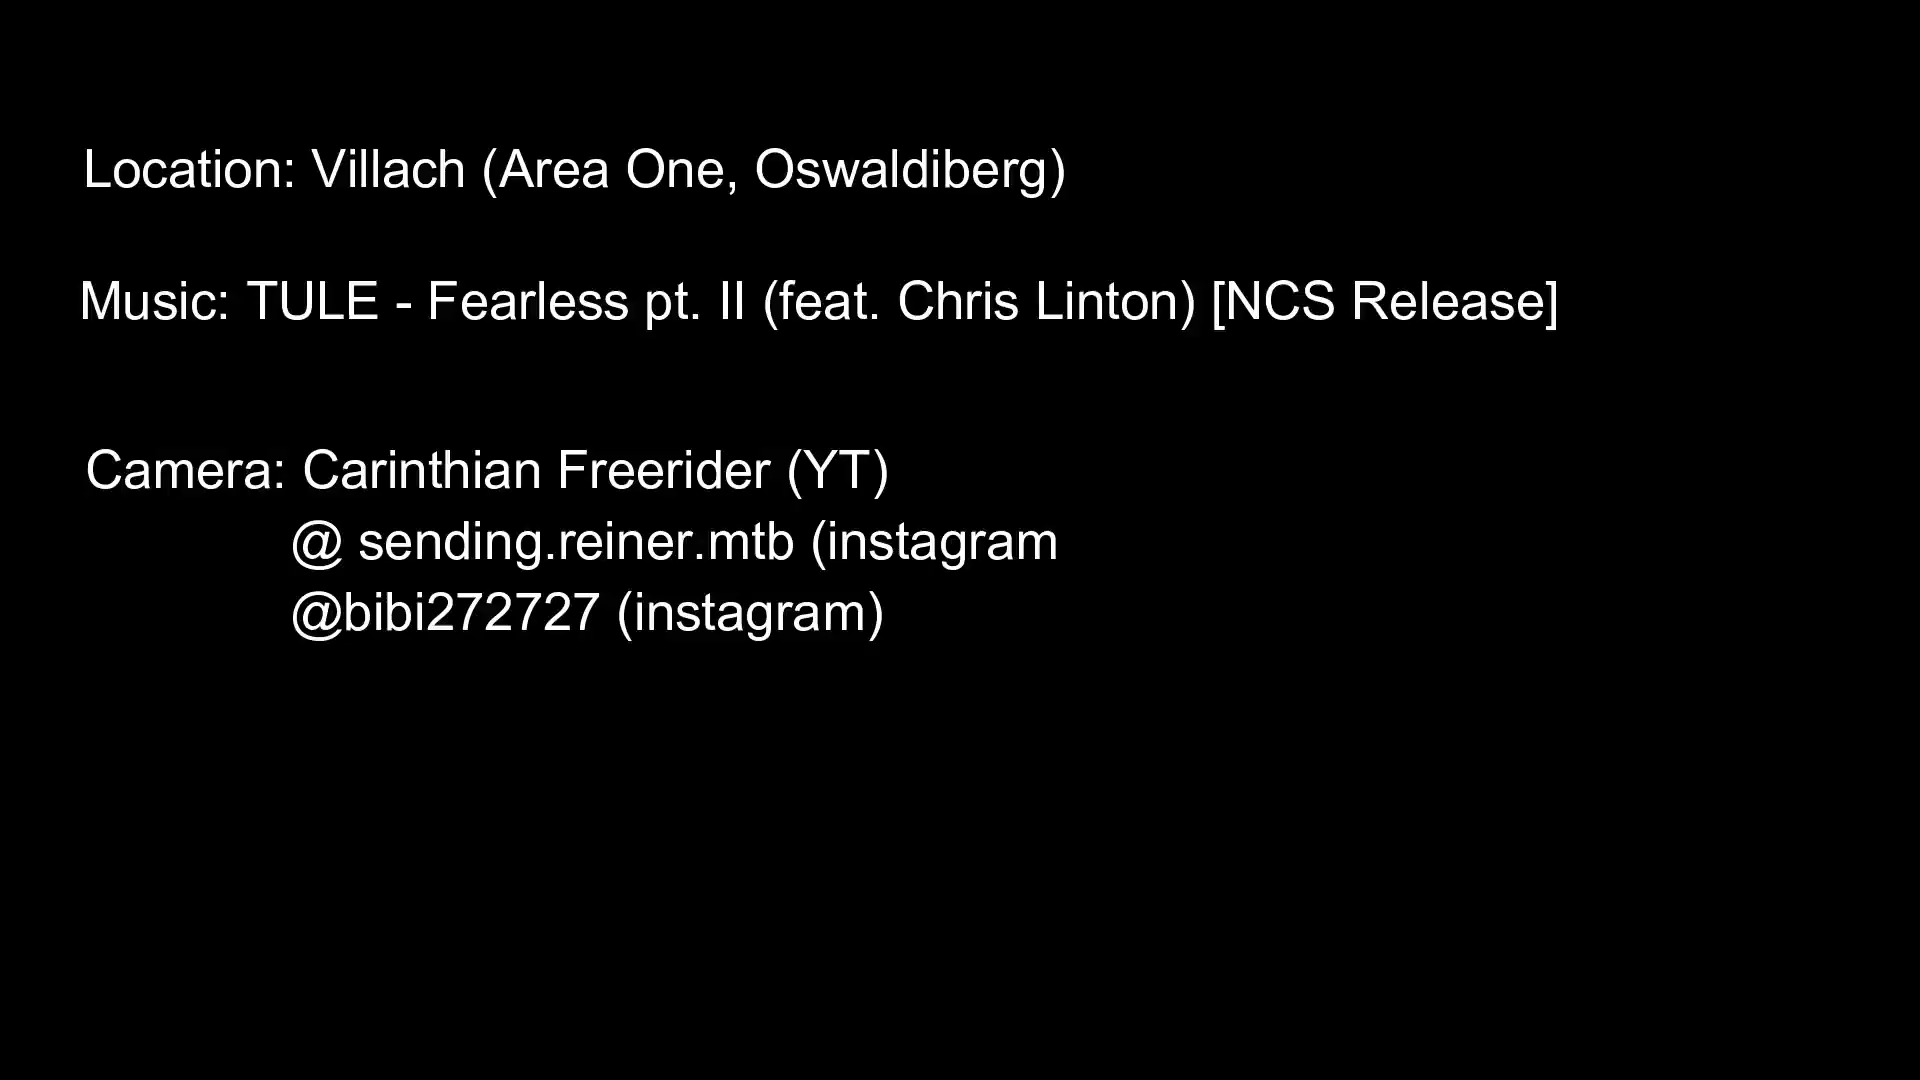 Location: Villach (Area One, Oswaldiberg)
Music: TULE - Fearless pt. II (feat. Chris Linton) [NCS Release]
Camera: Carinthian Freerider (YT)
@ sending.reiner.mtb (instagram
@bibi272727 (instagram)